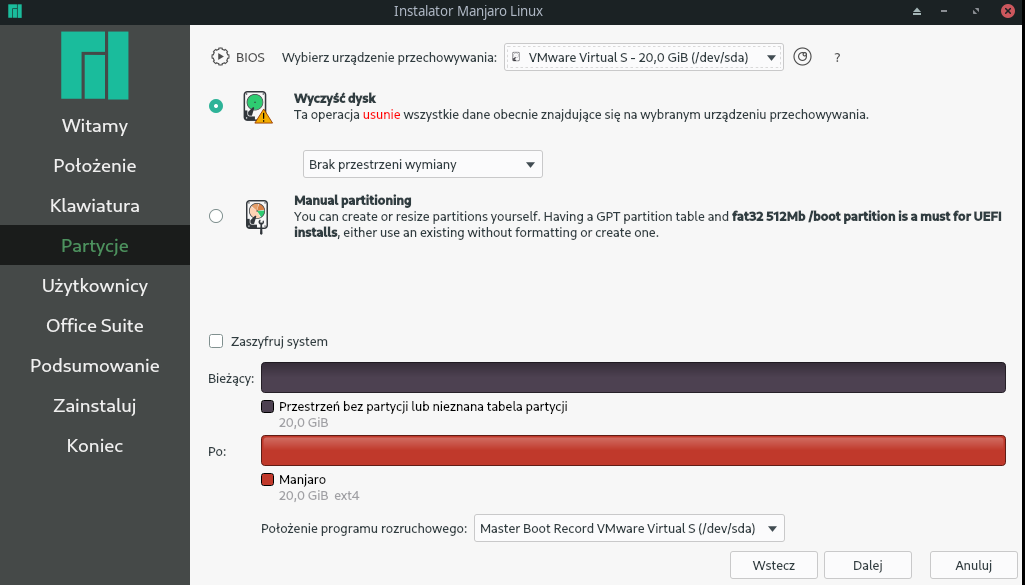 Instalator Manjaro Linux
Witamy
Położenie
Klawiatura
Partycje
Użytkownicy
Office Suite
Podsumowanie
Zainstaluj
Koniec
BIOS Wybierz urządzenie przechowywania: VMware Virtual S - 20,0 GiB (/dev/sda) ?
Wyczyść dysk
Ta operacja usunie wszystkie dane obecnie znajdujące się na wybranym urządzeniu przechowywania.
Brak przestrzeni wymiany
Manual partitioning
You can create or resize partitions yourself. Having a GPT partition table and fat32 512Mb /boot partition is a must for UEFI
installs, either use an existing without formatting or create one.
Zaszyfruj system
Bieżący:
Przestrzeń bez partycji lub nieznana tabela partycji
20,0 GiB
Po:
Manjaro
20,0 GiB ext4
Położenie programu rozruchowego: Master Boot Record VMware Virtual S (/dev/sda)
Wstecz Dalej Anuluj